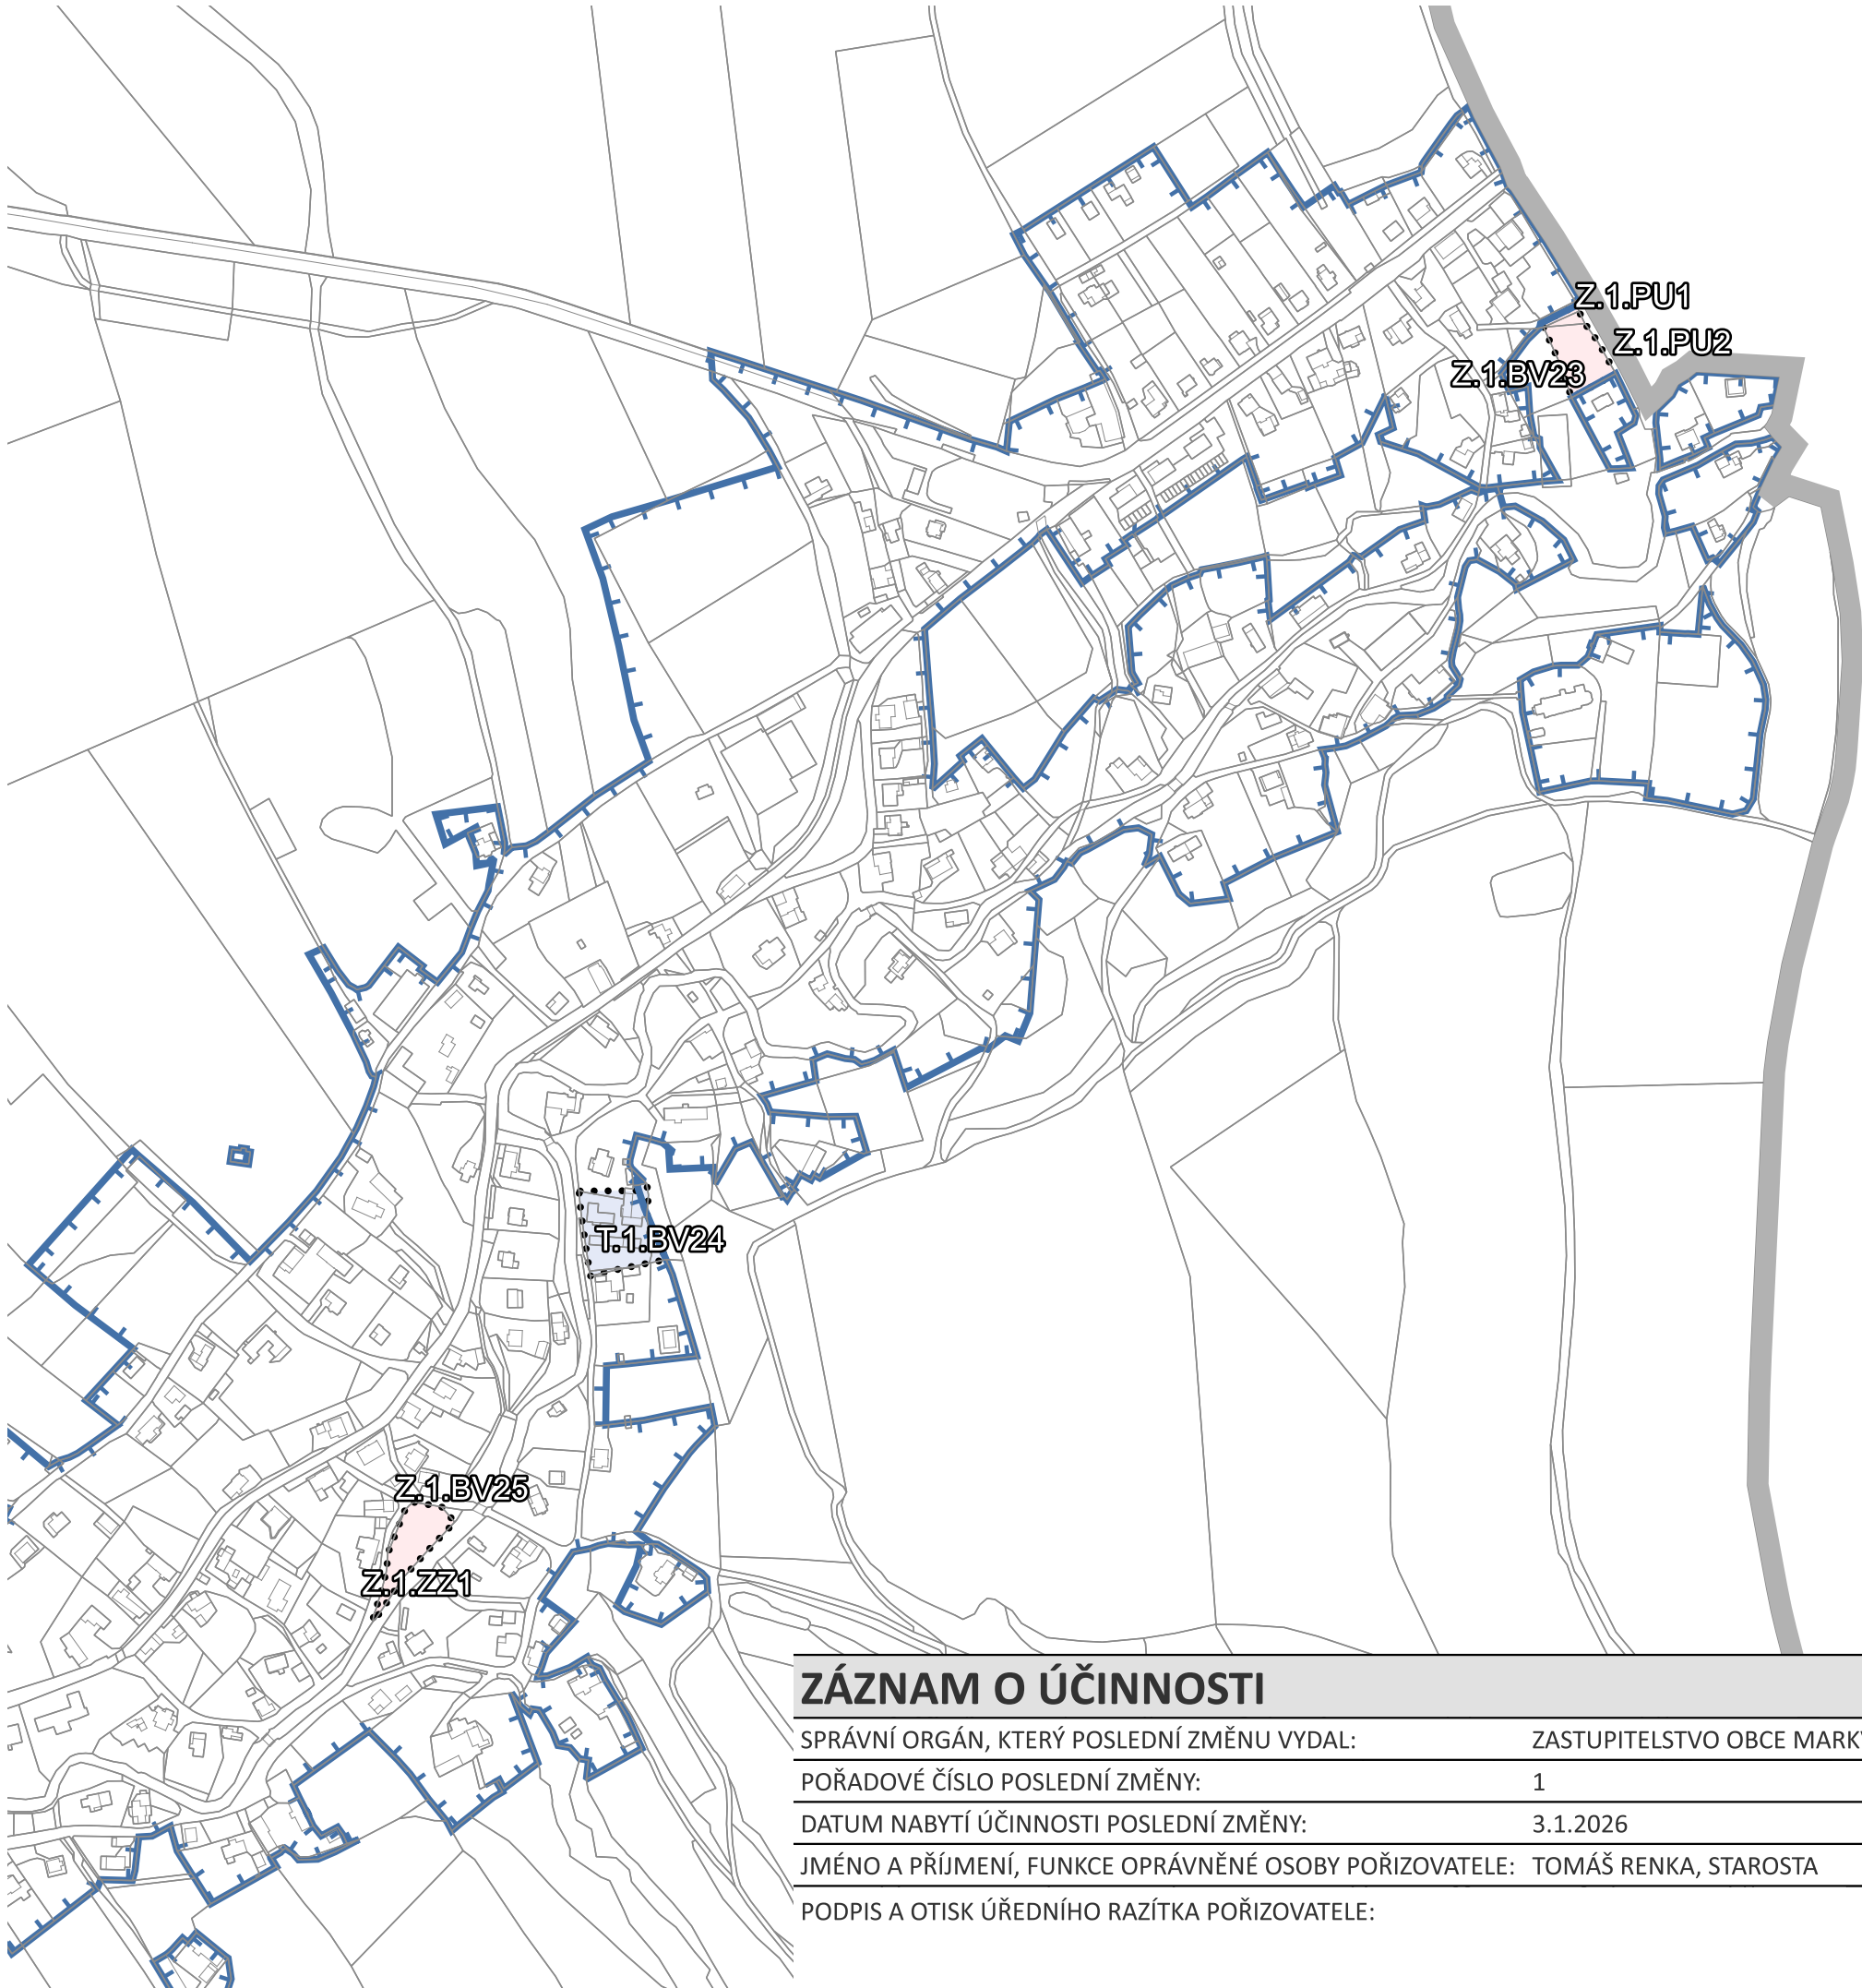 Z.1.PU1
Z.1.PU2
Z.1.BV23
T.1.BV24
Z.1.BV25
Z.1.ZZ1
ZÁZNAM O ÚČINNOSTI
SPRÁVNÍ ORGÁN, KTERÝ POSLEDNÍ ZMĚNU VYDAL: ZASTUPITELSTVO OBCE
POŘADOVÉ ČÍSLO POSLEDNÍ ZMĚNY: 1
DATUM NABYTÍ ÚČINNOSTI POSLEDNÍ ZMĚNY: 3.1.2026
JMÉNO A PŘÍJMENÍ, FUNKCE OPRÁVNĚNÉ OSOBY POŘIZOVATELE: TOMÁŠ RENKA, STAROSTA
PODPIS A OTISK ÚŘEDNÍHO RAZÍTKA POŘIZOVATELE: